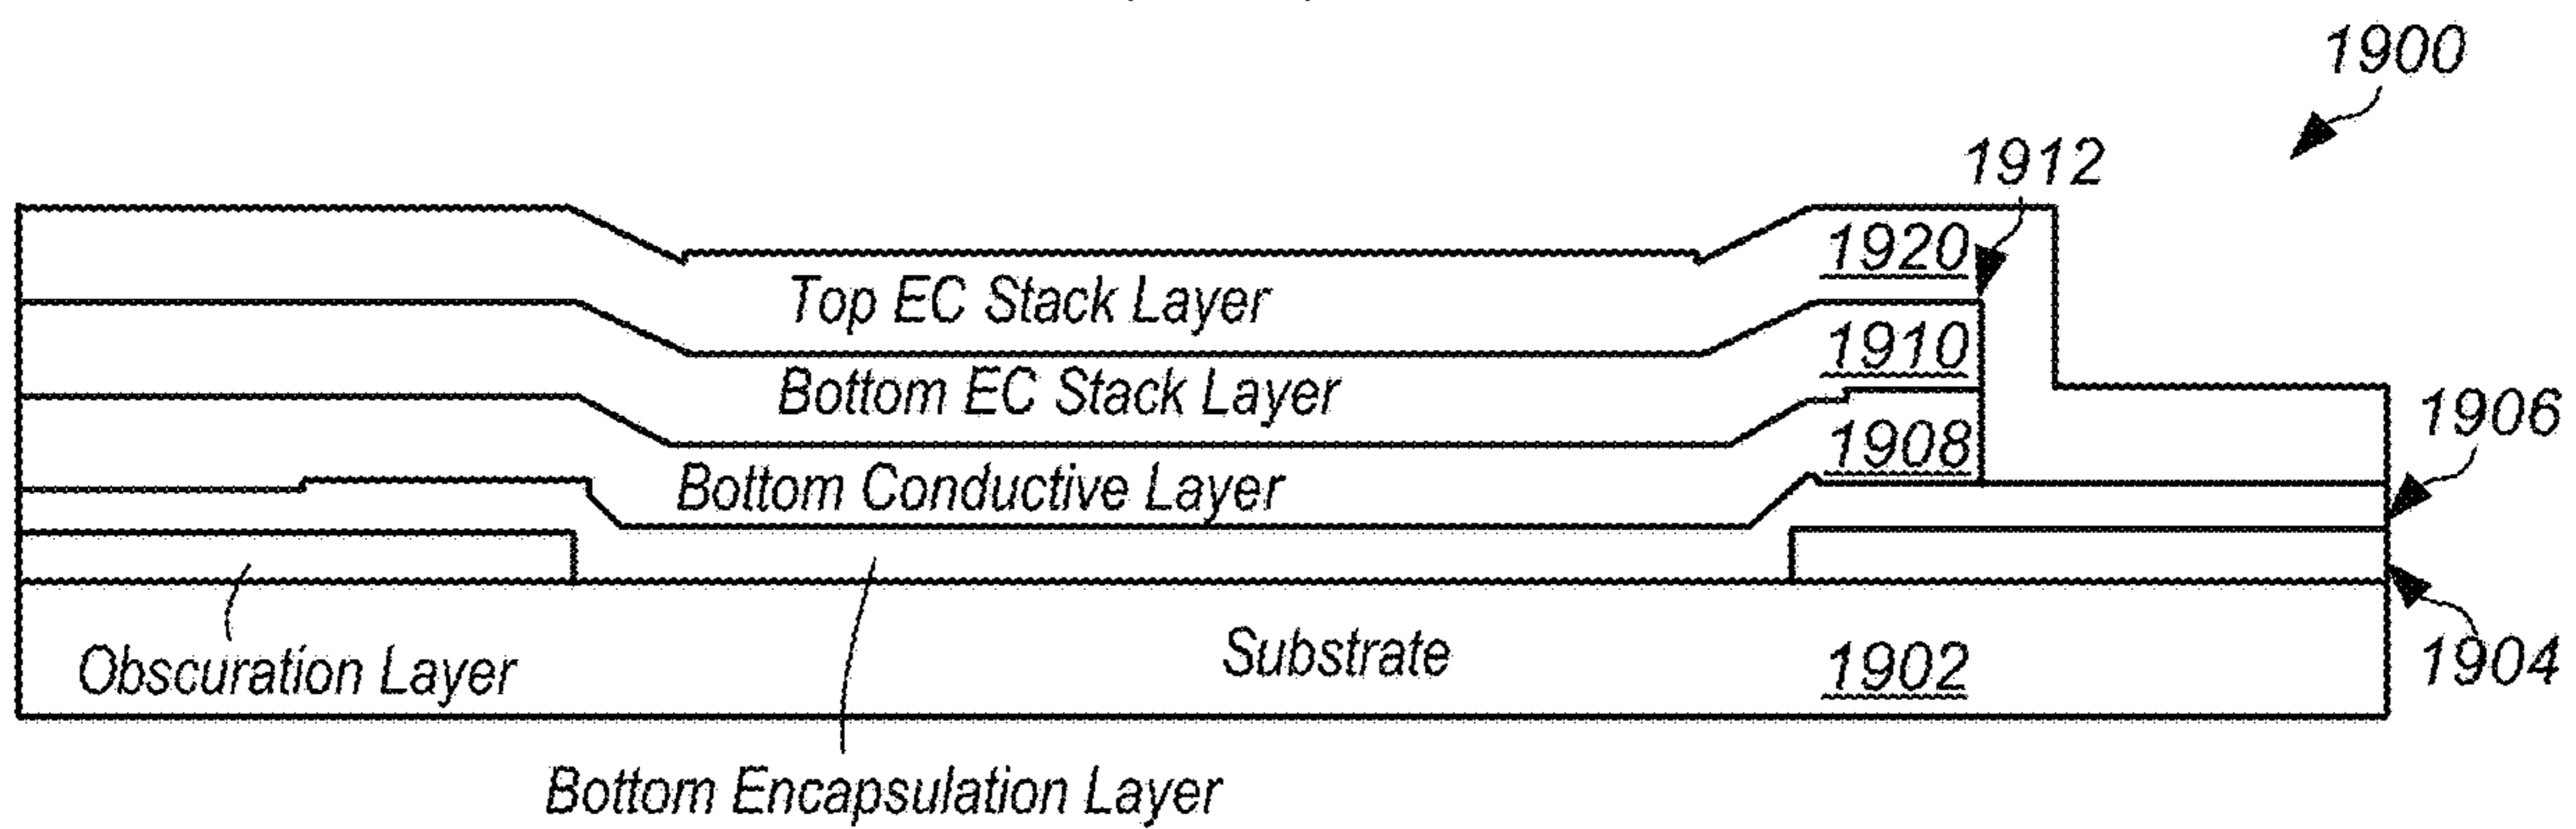 1900
1912
1920
Top EC Stack Layer
1910
Bottom EC Stack Layer
1906
1908
Bottom Conductive Layer
Substrate
1902
1904
Obscuration Layer
Bottom Encapsulation Layer